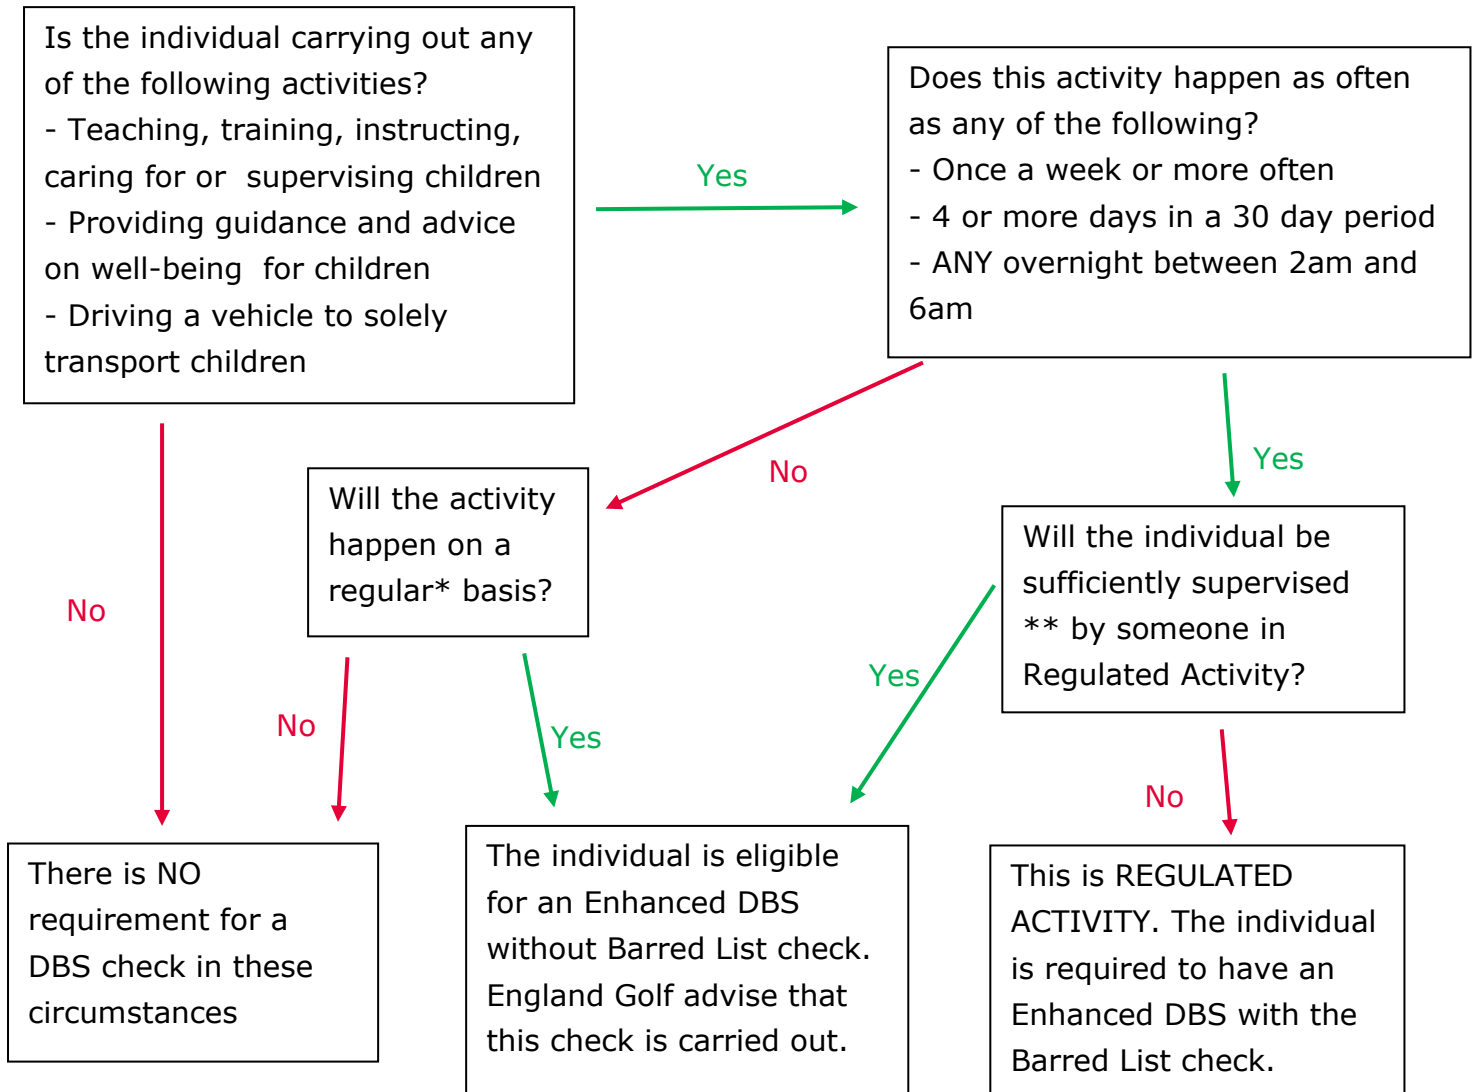 Is the individual carrying out any
of the following activities?
- Teaching, training, instructing,
caring for or supervising children
- Providing guidance and advice
on well-being for children
- Driving a vehicle to solely
transport children
Yes
Does this activity happen as often
as any of the following?
- Once a week or more often
- 4 or more days in a 30 day period
- ANY overnight between 2am and
6am
No
Will the activity
happen on a
regular* basis?
No
Yes
Will the individual be
sufficiently supervised
** by someone in
Regulated Activity?
No
Yes
Yes
No
There is NO
requirement for a
DBS check in these
circumstances
The individual is eligible
for an Enhanced DBS
without Barred List check.
England Golf advise that
this check is carried out.
This is REGULATED
ACTIVITY. The individual
is required to have an
Enhanced DBS with the
Barred List check.